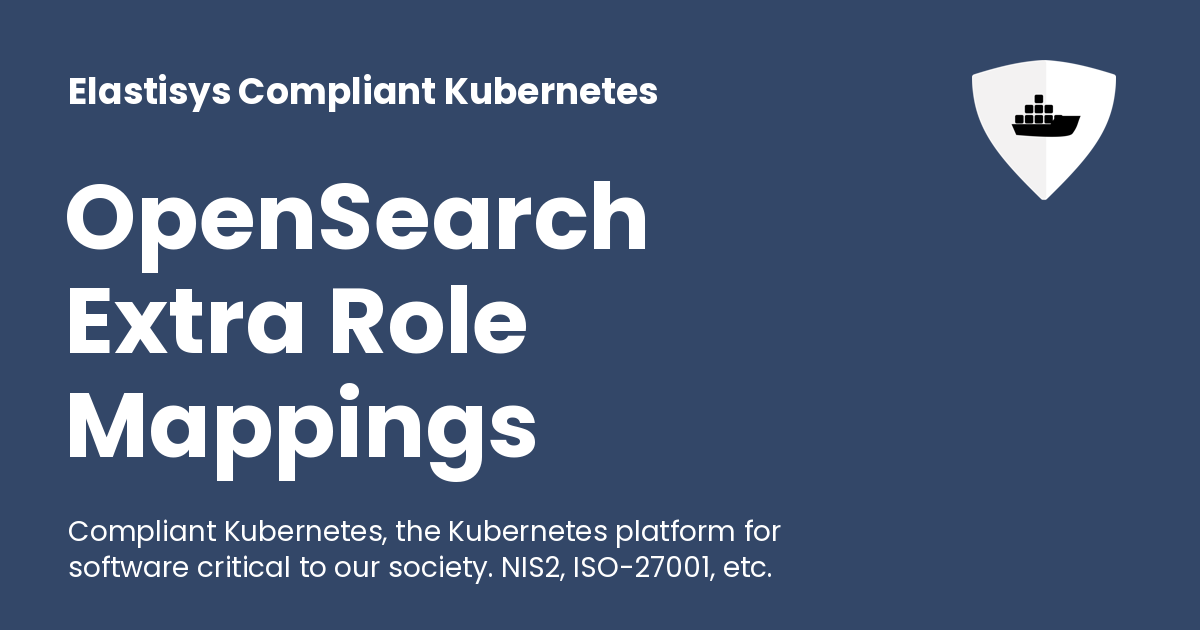 Elastisys Compliant Kubernetes
OpenSearch
Extra Role
Mappings
Compliant Kubernetes, the Kubernetes platform for
software critical to our society. NIS2, ISO-27001, etc.